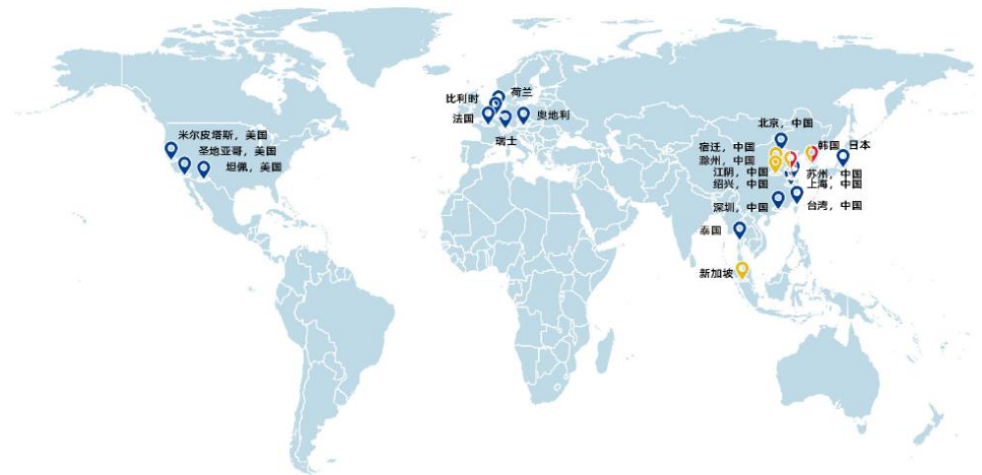 米尔皮塔斯，美国
圣地亚哥，美国
坦佩，美国
比利时
荷兰
法国
奥地利
瑞士
北京，中国
宿迁，中国
滁州，中国
江阴，中国
绍兴，中国
韩国
日本
苏州，中国
上海，中国
深圳，中国
台湾，中国
泰国
新加坡